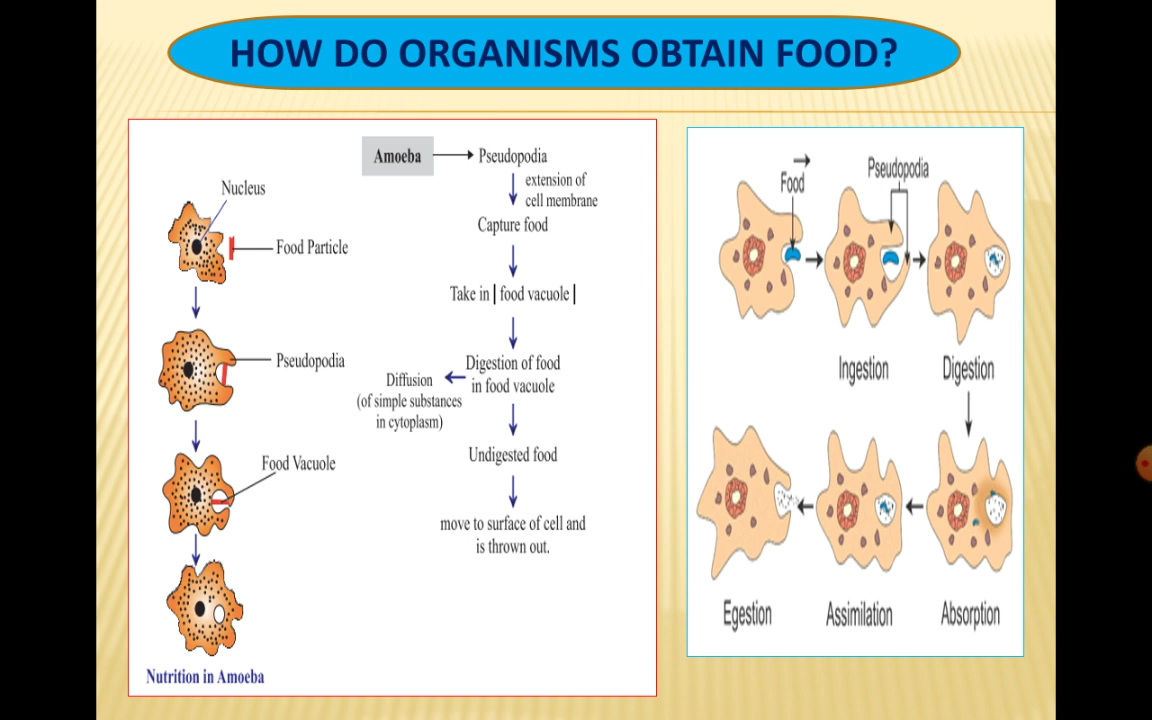 HOW DO ORGANISMS OBTAIN FOOD?
Nucleus
Food Particle
Pseudopodia
Food Vacuole
Nutrition in Amoeba
Amoeba
Pseudopodia
extension of
cell membrane
Capture food
Take in | food vacuole |
Digestion of food
in food vacuole
Diffusion
(of simple substances
in cytoplasm)
Undigested food
move to surface of cell and
is thrown out.
Food
Pseudopodia
Ingestion
Digestion
Egestion
Assimilation
Absorption